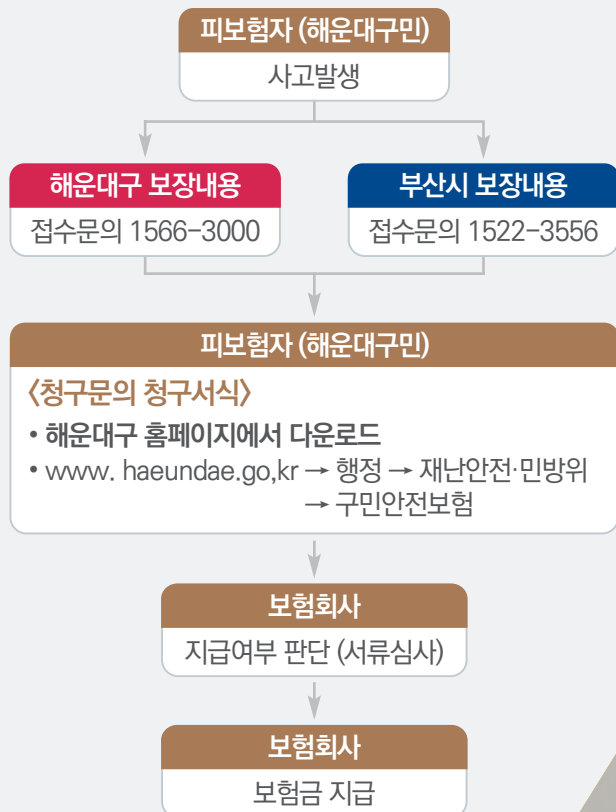 피보험자 (해운대구민)
사고발생
해운대구 보장내용
접수문의 1566-3000
부산시 보장내용
접수문의 1522-3556
피보험자 (해운대구민)
〈청구문의 청구서식〉
• 해운대구 홈페이지에서 다운로드
• www. haeundae.go,kr → 행정 → 재난안전·민방위
→ 구민안전보험
보험회사
지급여부 판단 (서류심사)
보험회사
보험금 지급